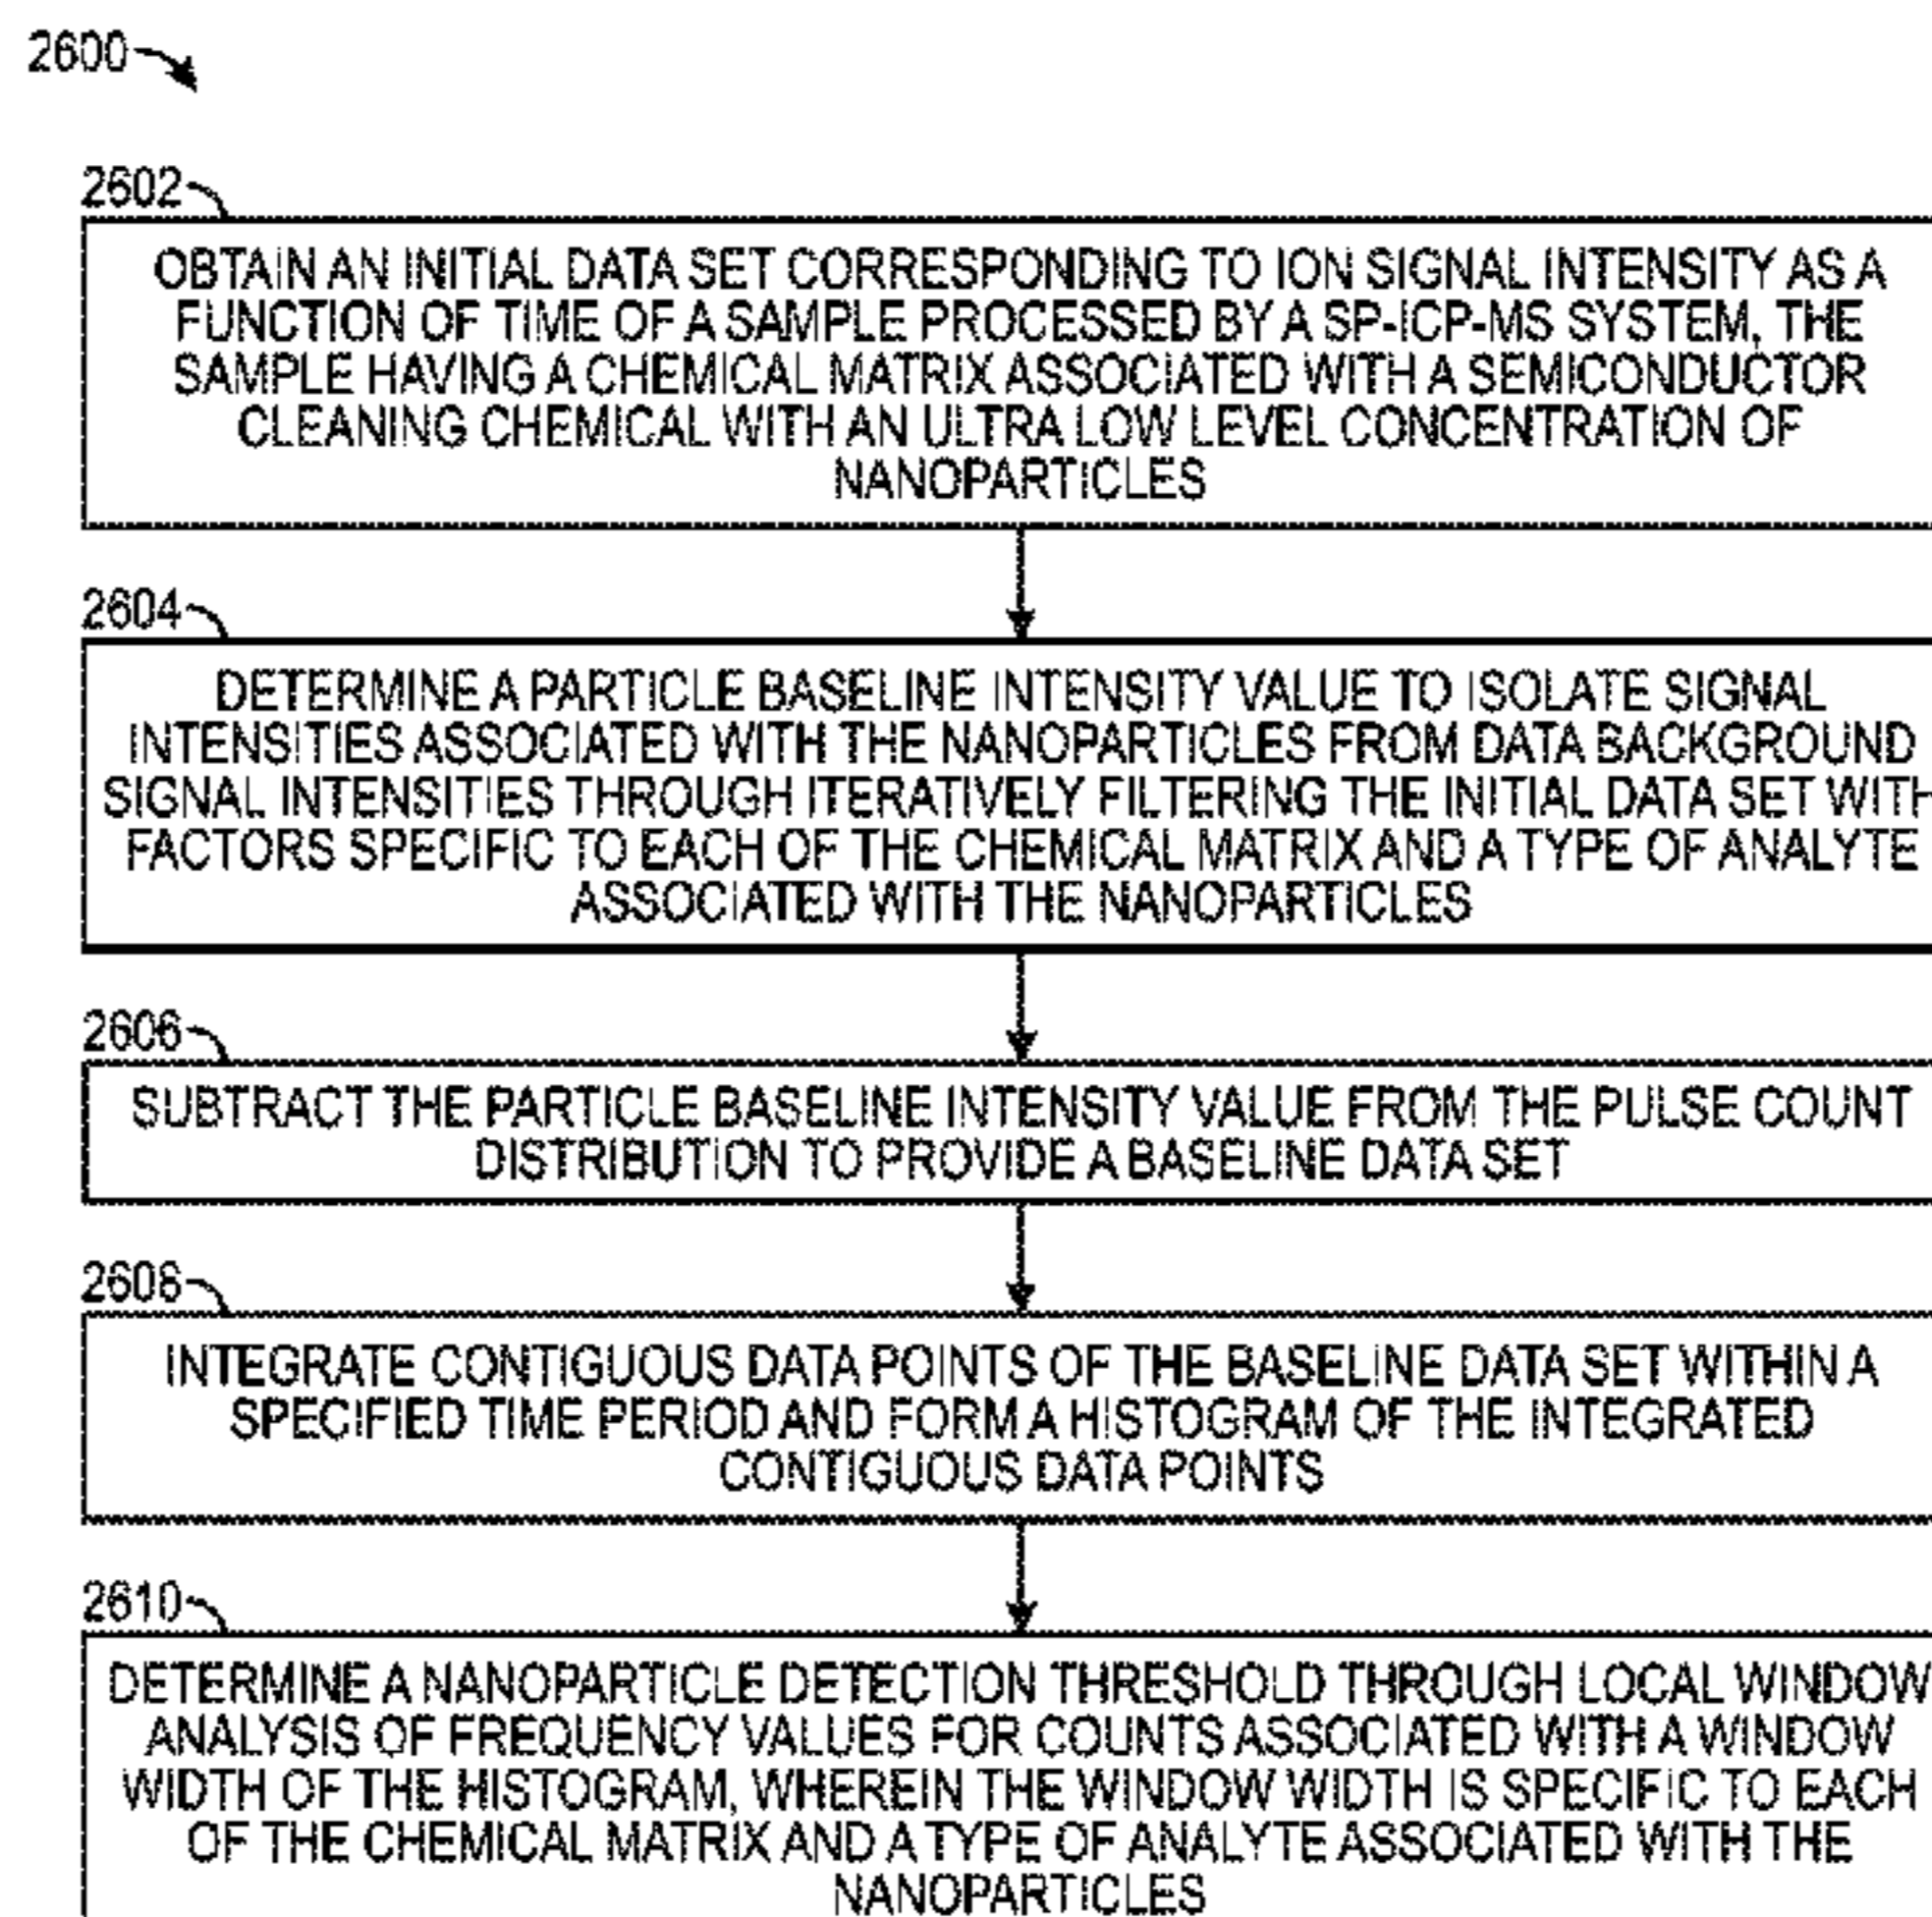 2600
2602
OBTAIN AN INITIAL DATA SET CORRESPONDING TO ION SIGNAL INTENSITY AS A
FUNCTION OF TIME OF A SAMPLE PROCESSED BY A SP-ICP-MS SYSTEM, THE
SAMPLE HAVING A CHEMICAL MATRIX ASSOCIATED WITH A SEMICONDUCTOR
CLEANING CHEMICAL WITH AN ULTRA LOW LEVEL CONCENTRATION OF
NANOPARTICLES
2604
DETERMINE A PARTICLE BASELINE INTENSITY VALUE TO ISOLATE SIGNAL
INTENSITIES ASSOCIATED WITH THE NANOPARTICLES FROM DATA BACKGROUND
SIGNAL INTENSITIES THROUGH ITERATIVELY FILTERING THE INITIAL DATA SET WITH
FACTORS SPECIFIC TO EACH OF THE CHEMICAL MATRIX AND A TYPE OF ANALYTE
ASSOCIATED WITH THE NANOPARTICLES
2606
SUBTRACT THE PARTICLE BASELINE INTENSITY VALUE FROM THE PULSE COUNT
DISTRIBUTION TO PROVIDE A BASELINE DATA SET
2608
INTEGRATE CONTIGUOUS DATA POINTS OF THE BASELINE DATA SET WITHIN A
SPECIFIED TIME PERIOD AND FORM A HISTOGRAM OF THE INTEGRATED
CONTIGUOUS DATA POINTS
2610
DETERMINE A NANOPARTICLE DETECTION THRESHOLD THROUGH LOCAL WINDOW
ANALYSIS OF FREQUENCY VALUES FOR COUNTS ASSOCIATED WITH A WINDOW
WIDTH OF THE HISTOGRAM, WHEREIN THE WINDOW WIDTH IS SPECIFIC TO EACH
OF THE CHEMICAL MATRIX AND A TYPE OF ANALYTE ASSOCIATED WITH THE
NANOPARTICLES